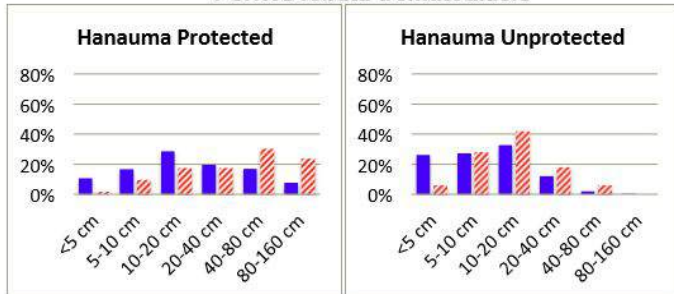 Hanauma Protected
80%
60%
40%
20%
0%
<5 cm
5-10 cm
10-20 cm
20-40 cm
40-80 cm
80-160 cm
Hanauma Unprotected
80%
60%
40%
20%
0%
<5 cm
5-10 cm
10-20 cm
20-40 cm
40-80 cm
80-160 cm